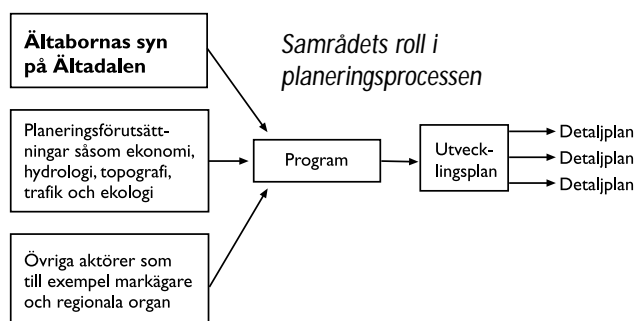 Ältabornas syn
på Ältadalen
Samrådets roll i
planeringsprocessen
Planeringsförutsätt-
ningar såsom ekonomi,
hydrologi, topografi,
trafik och ekologi
Program
Utveck-
lingsplan
Detaljplan
Detaljplan
Detaljplan
Övriga aktörer som
till exempel markägare
och regionala organ